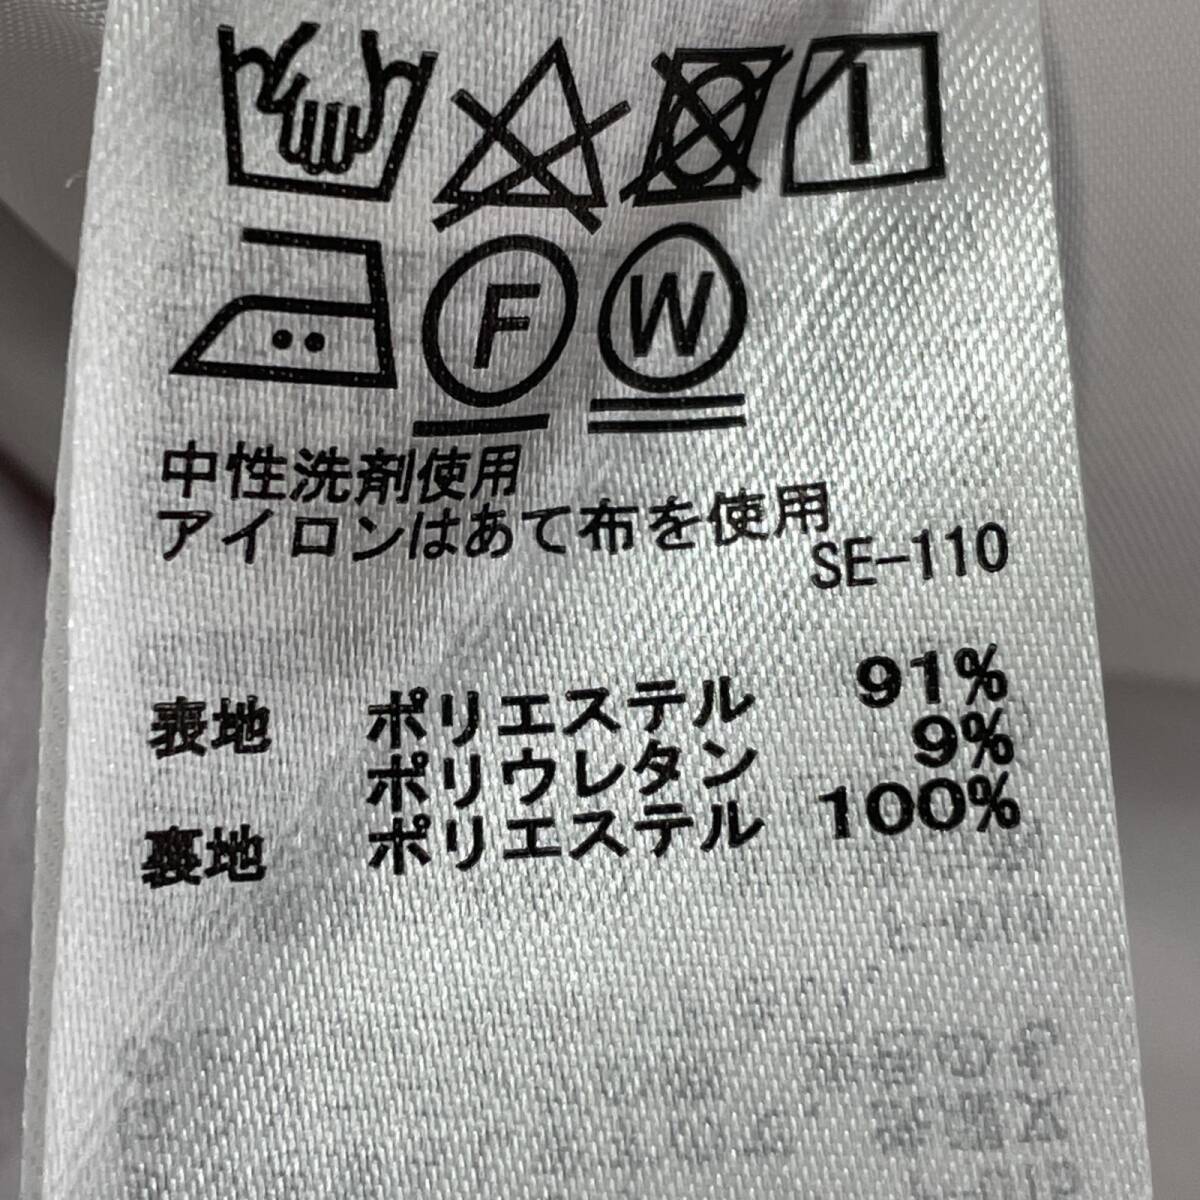 F W
中性洗剤使用
アイロンはあて布を使用
SE-110
表地 ポリエステル 91%
ポリウレタン 9%
裏地 ポリエステル 100%